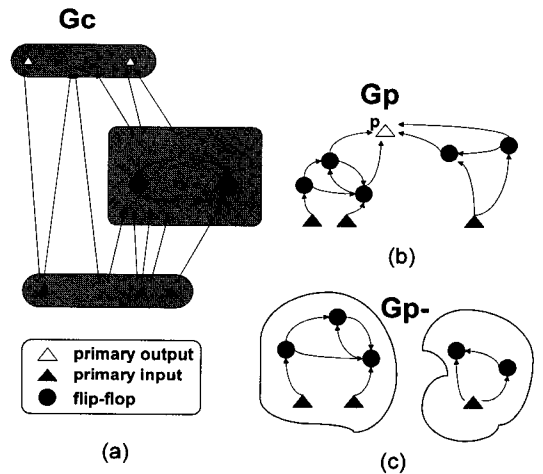 Gc
Gp
p
(b)
Gp-
primary output
primary input
flip-flop
(a)
(c)